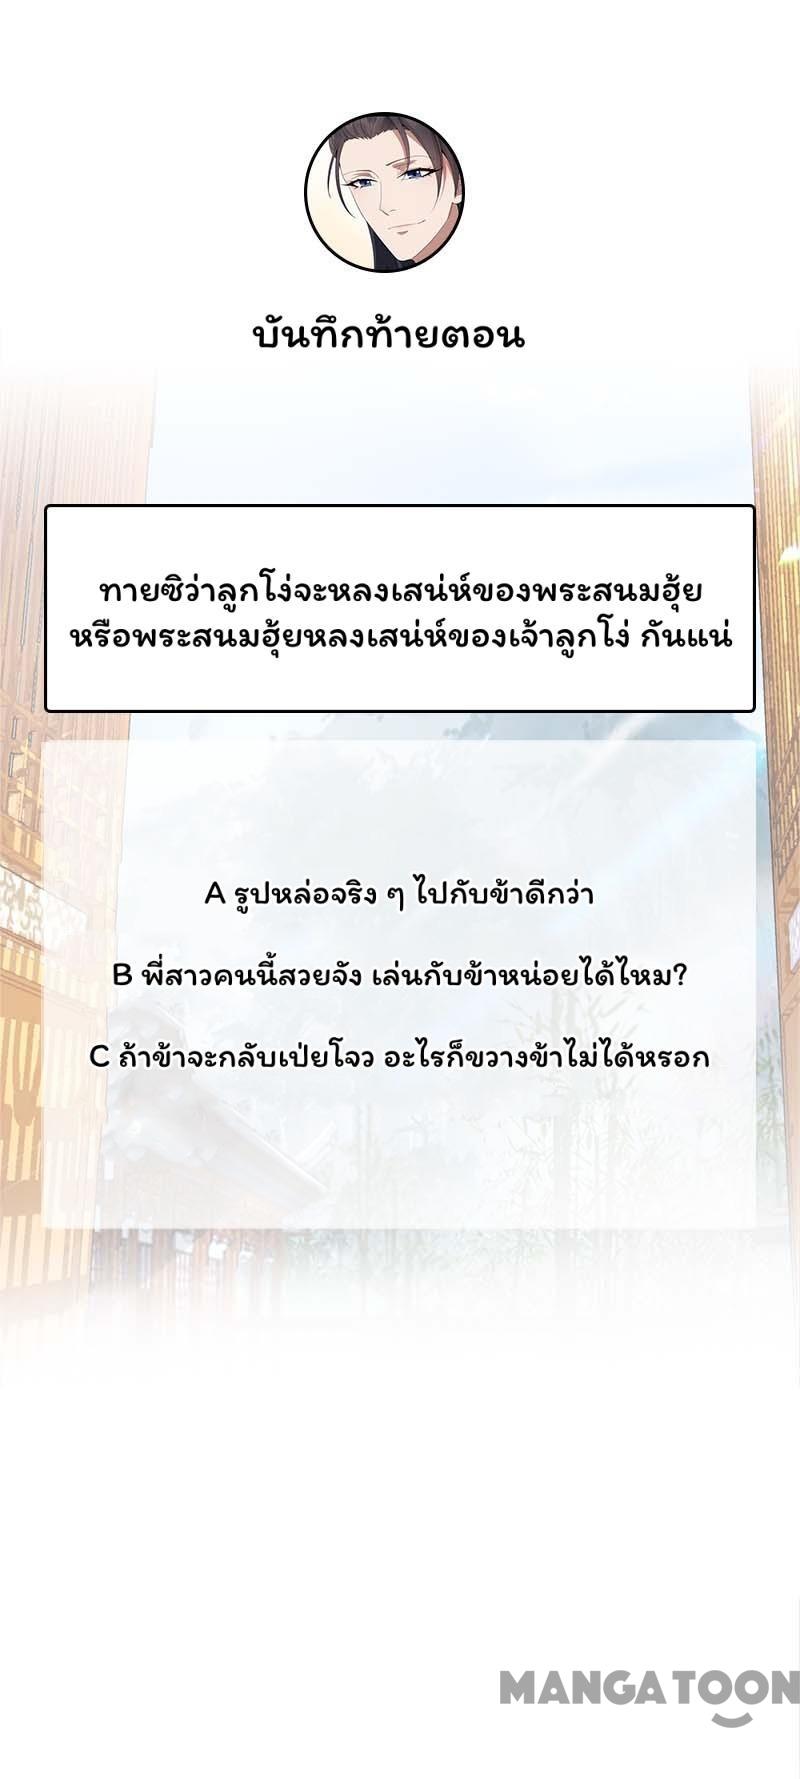 บันทึกท้ายตอน
ทายซิว่าลูกโง่จะหลงเสน่ห์ของพระสนมฮุ้ย
หรือพระสนมฮุ้ยหลงเสน่ห์ของเจ้าลูกโง่ กันแน่
A รูปหล่อจริง ๆ ไปกับข้าดีกว่า
B พี่สาวคนนี้สวยจัง เล่นกับข้าหน่อยได้ไหม?
C ถ้าข้าจะกลับเป่ยโจว อะไรก็ขวางข้าไม่ได้หรอก
MANGATOON